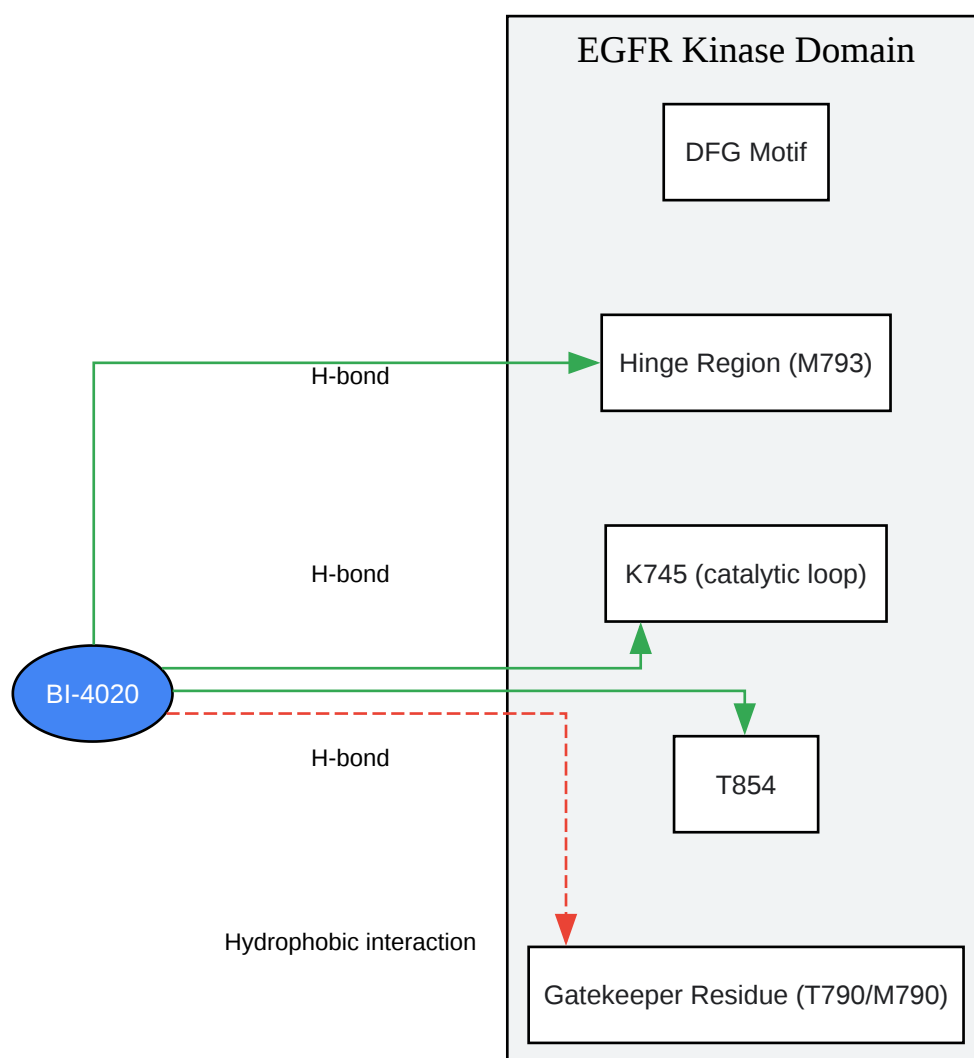 EGFR Kinase Domain
DFG Motif
Hinge Region (M793)
H-bond
K745 (catalytic loop)
H-bond
BI-4020
H-bond
T854
Hydrophobic interaction
Gatekeeper Residue (T790/M790)